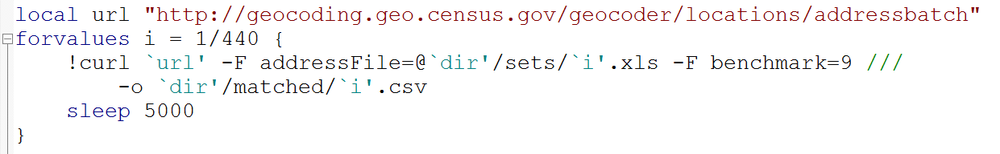 local url "http://geocoding.geo.census.gov/geocoder/locations/addressbatch"
forvalues i = 1/440 {
    !curl `url' -F addressFile=@`dir'/sets/`i'.xls -F benchmark=9 ///
        -o `dir'/matched/`i'.csv
    sleep 5000
}